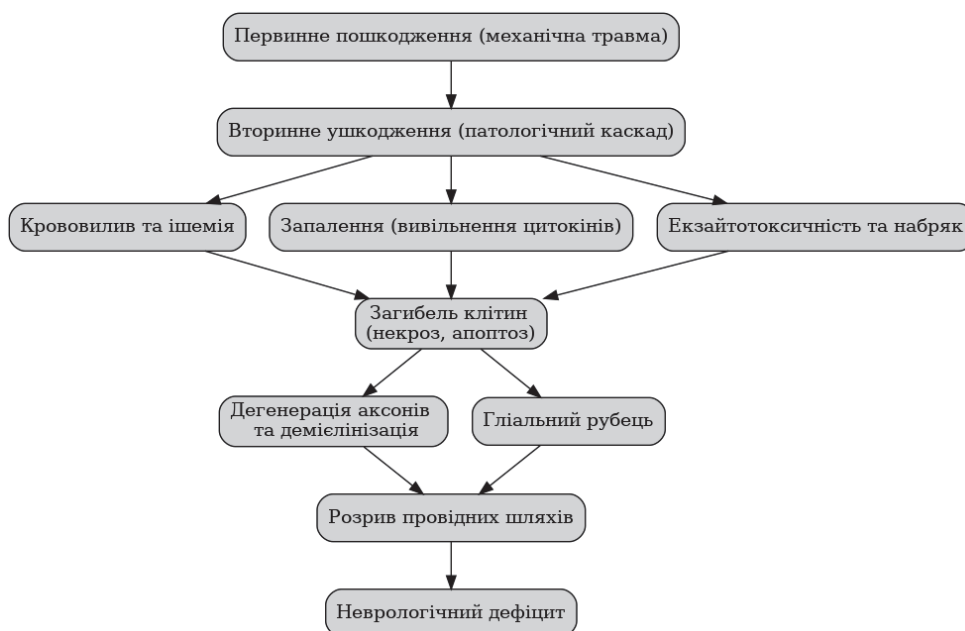 Первинне пошкодження (механічна травма)
Вторинне ушкодження (патологічний каскад)
Крововилив та ішемія
Запалення (вивільнення цитокінів)
Екзайтотоксичність та набряк
Загибель клітин
(некроз, апоптоз)
Дегенерація аксонів
та демієлінізація
Гліальний рубець
Розрив провідних шляхів
Неврологічний дефіцит